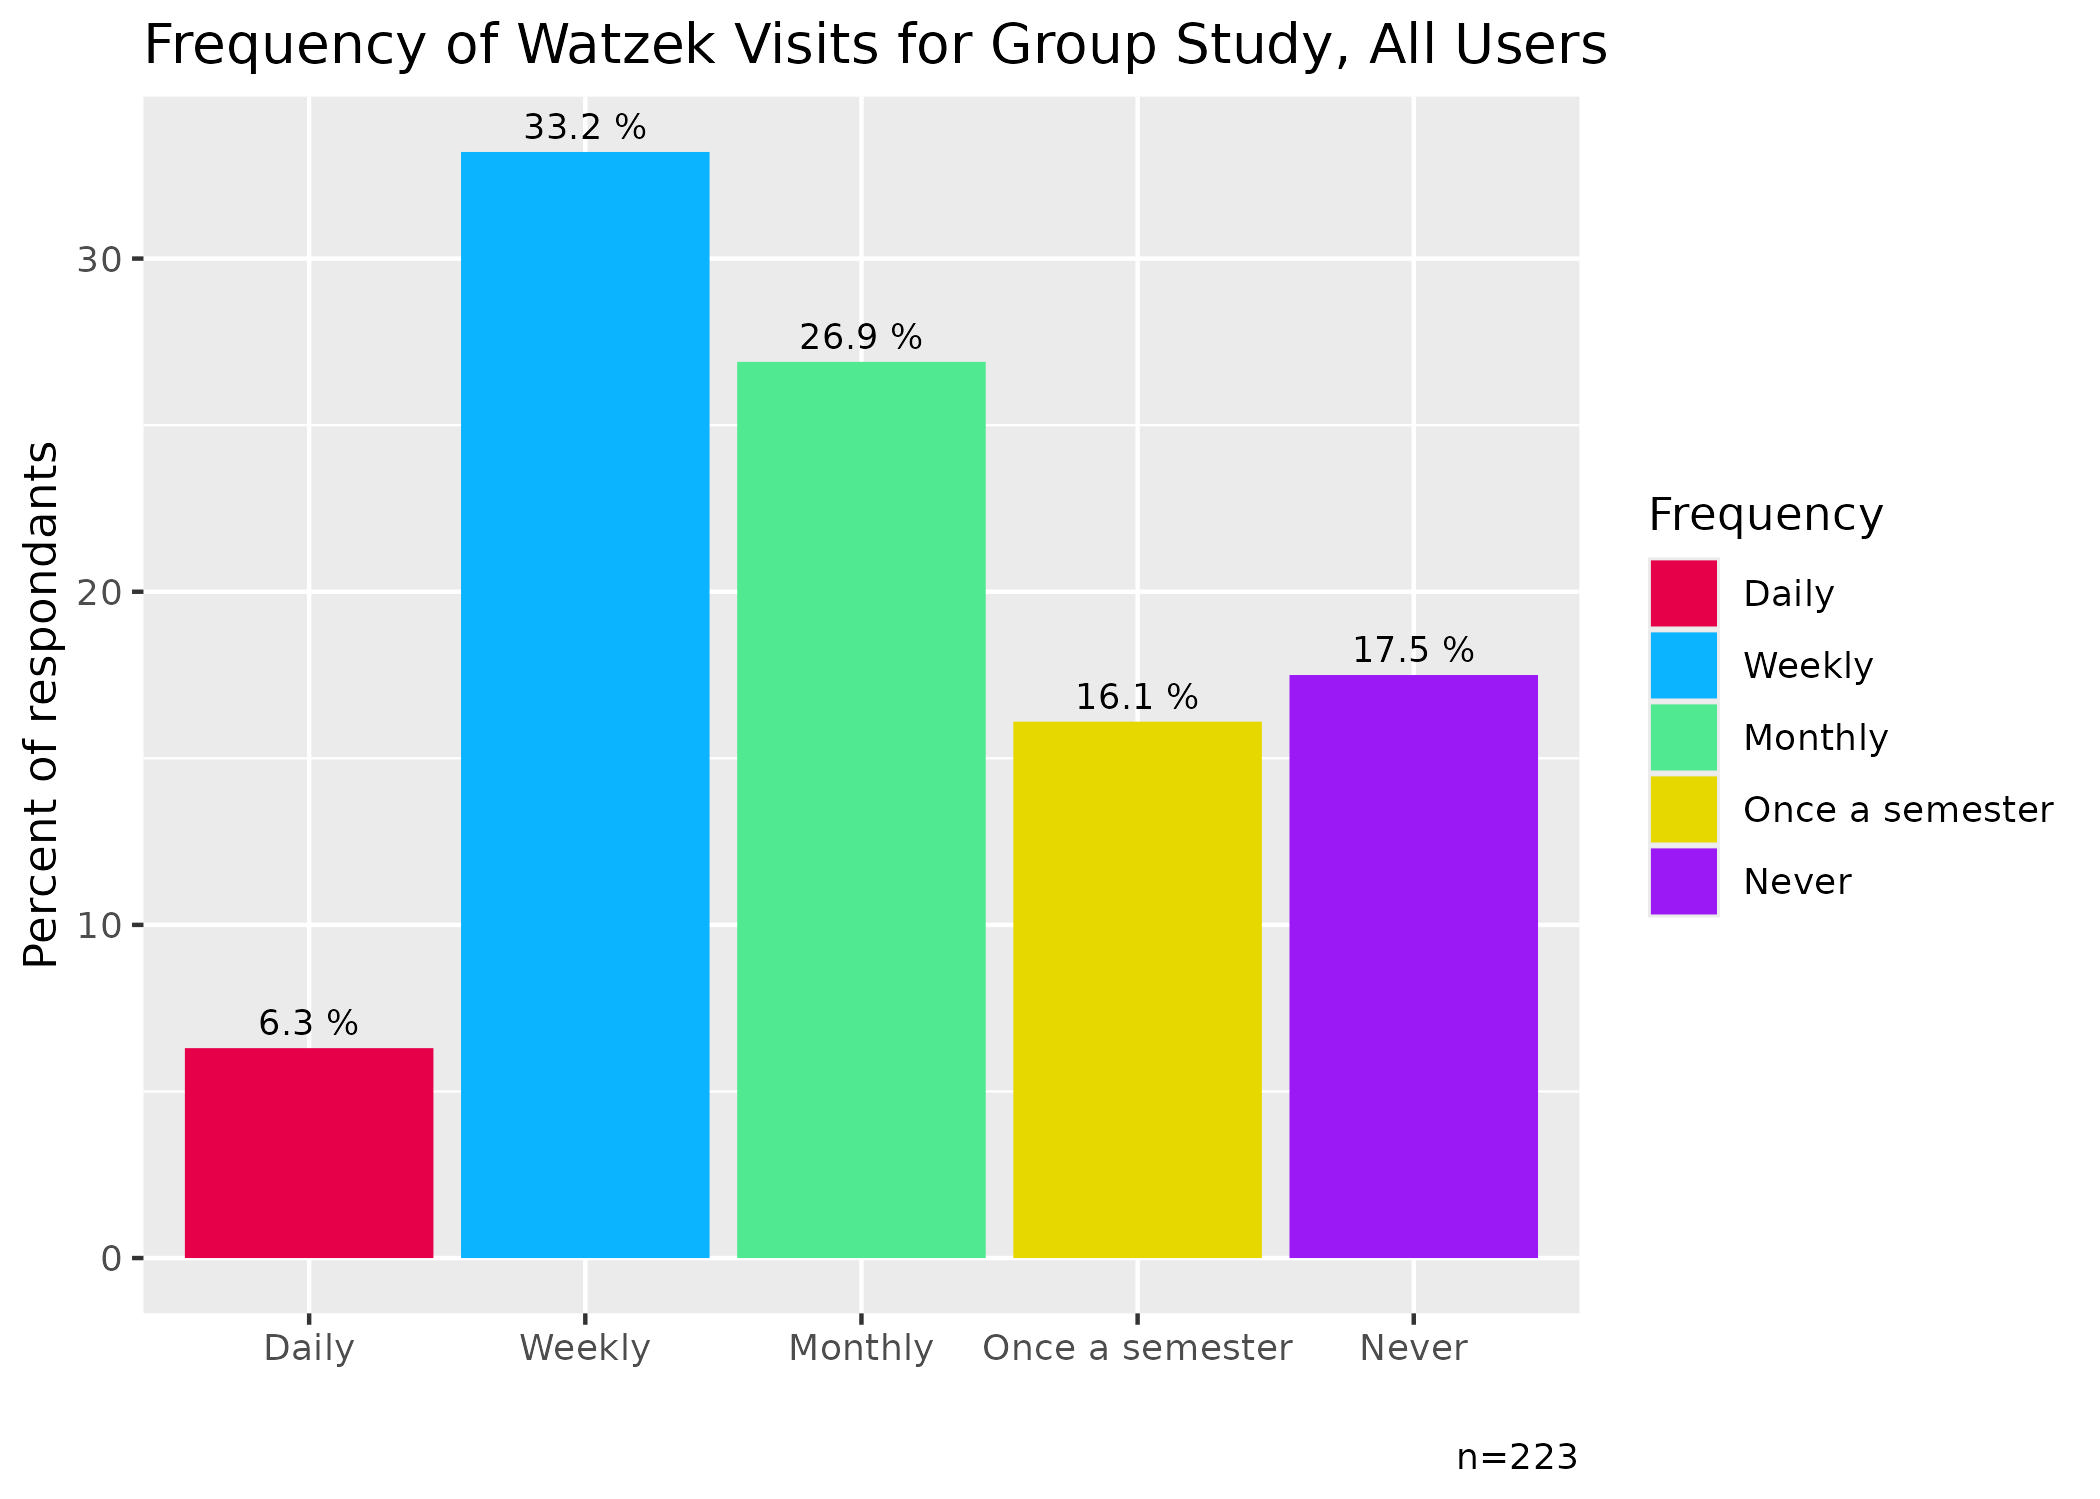 Frequency of Watzek Visits for Group Study, All Users
Percent of respondants
30
20
10
0
33.2 %
26.9 %
17.5 %
16.1 %
6.3 %
Daily
Weekly
Monthly
Once a semester
Never
Frequency
Daily
Weekly
Monthly
Once a semester
Never
n=223